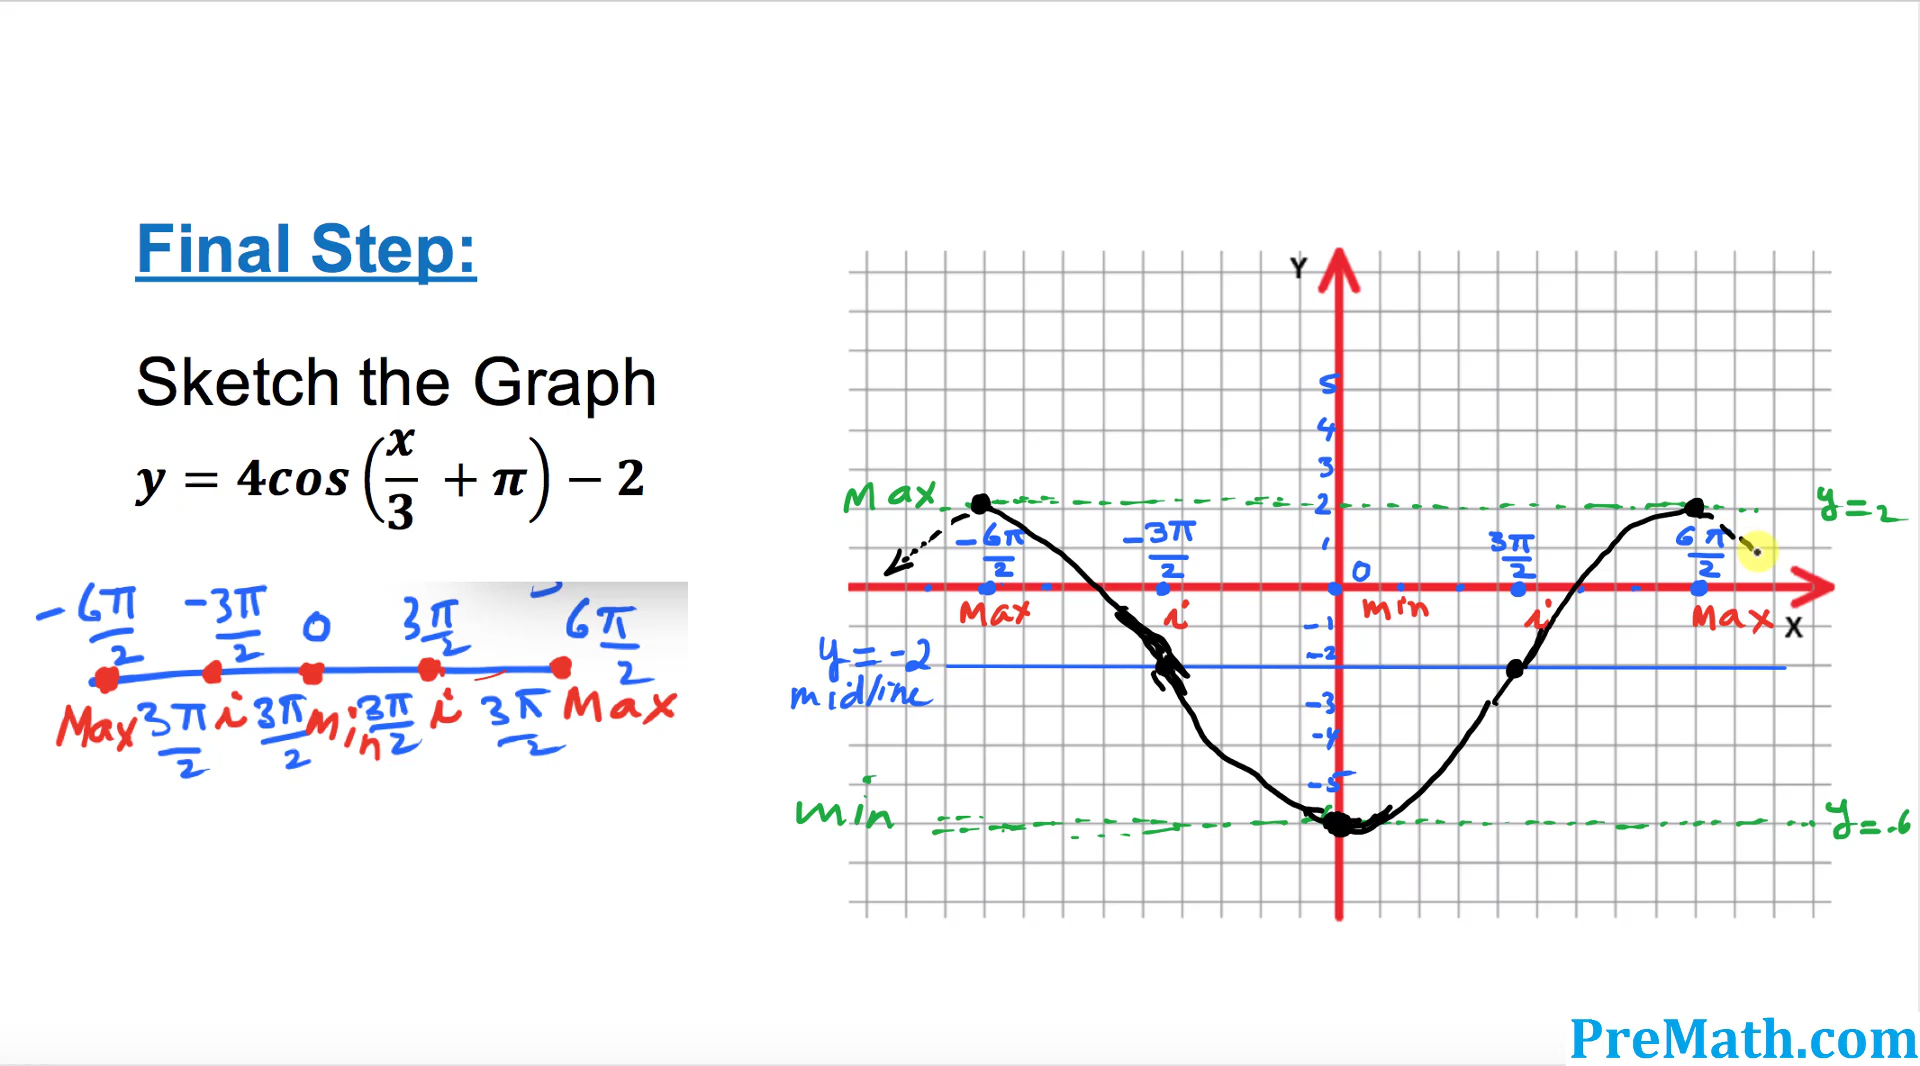 Final Step:
Sketch the Graph
y = 4cos(x/3 + π) − 2
-6π/2 -3π/2 0 3π/2 6π/2
Max 3π/2 i 3π/2 min 3π/2 i 3π/2 Max
Y
5
4
3
Max 2 y=2
1
-6π/2 -3π/2 0 3π/2 6π/2
Max i min i Max X
-1
y=-2 -2
midline -3
-4
-5
min y=-6
PreMath.com